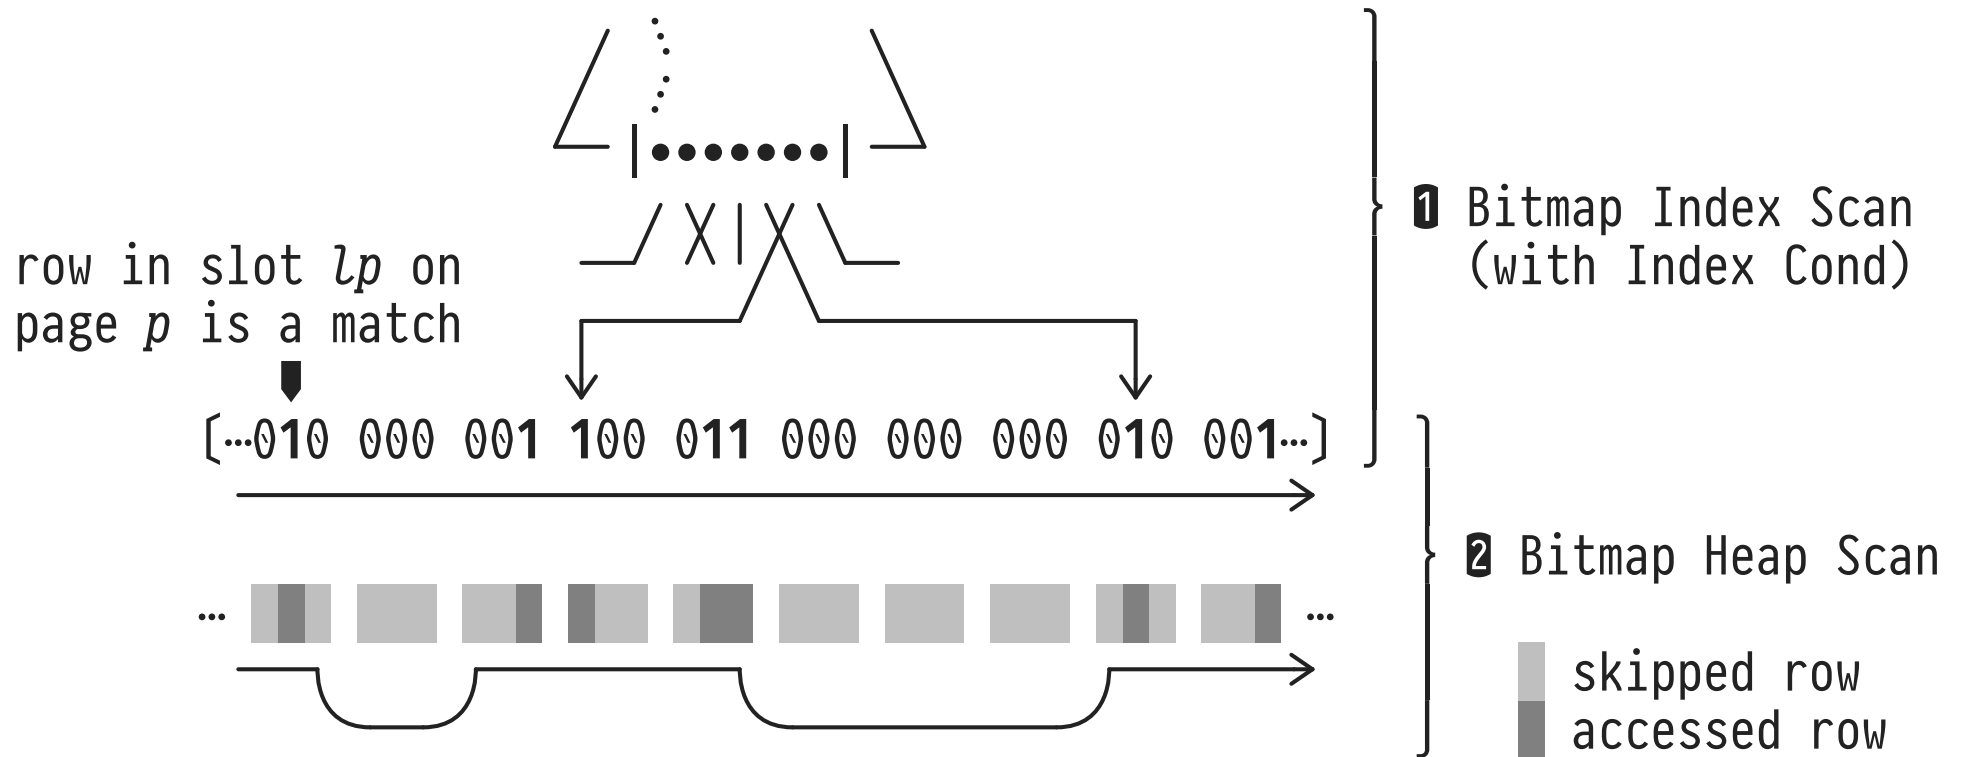 1 Bitmap Index Scan
(with Index Cond)
row in slot lp on
page p is a match
[…010 000 001 100 011 000 000 000 010 001…]
2 Bitmap Heap Scan
… …
skipped row
accessed row